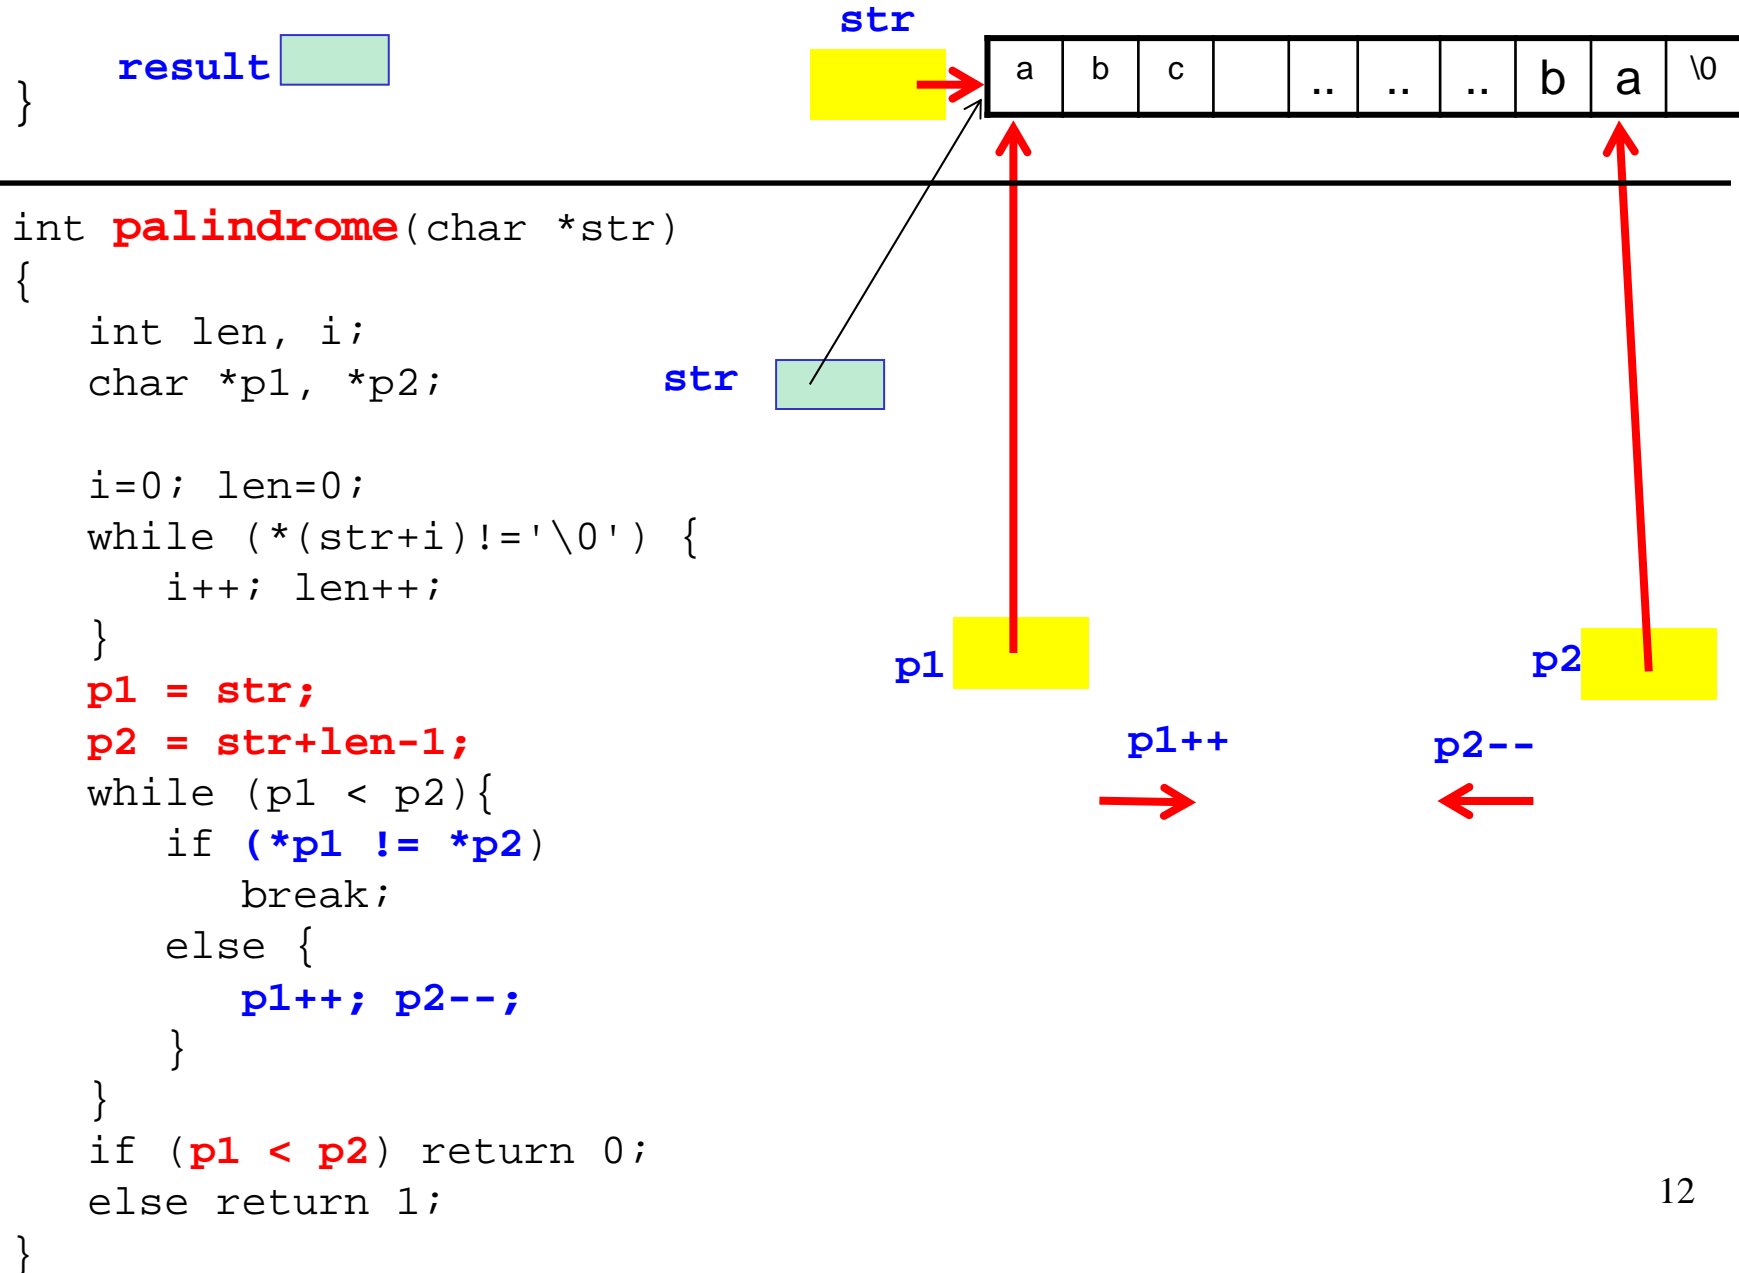 str
result
a b c .. .. .. b a \0
}
int palindrome(char *str)
{
int len, i;
char *p1, *p2;
str
i=0; len=0;
while (*(str+i)!='\0') {
i++; len++;
}
p1
p2
p1 = str;
p2 = str+len-1;
p1++
p2--
while (p1 < p2){
if (*p1 != *p2)
break;
else {
p1++; p2--;
}
}
if (p1 < p2) return 0;
else return 1;
12
}